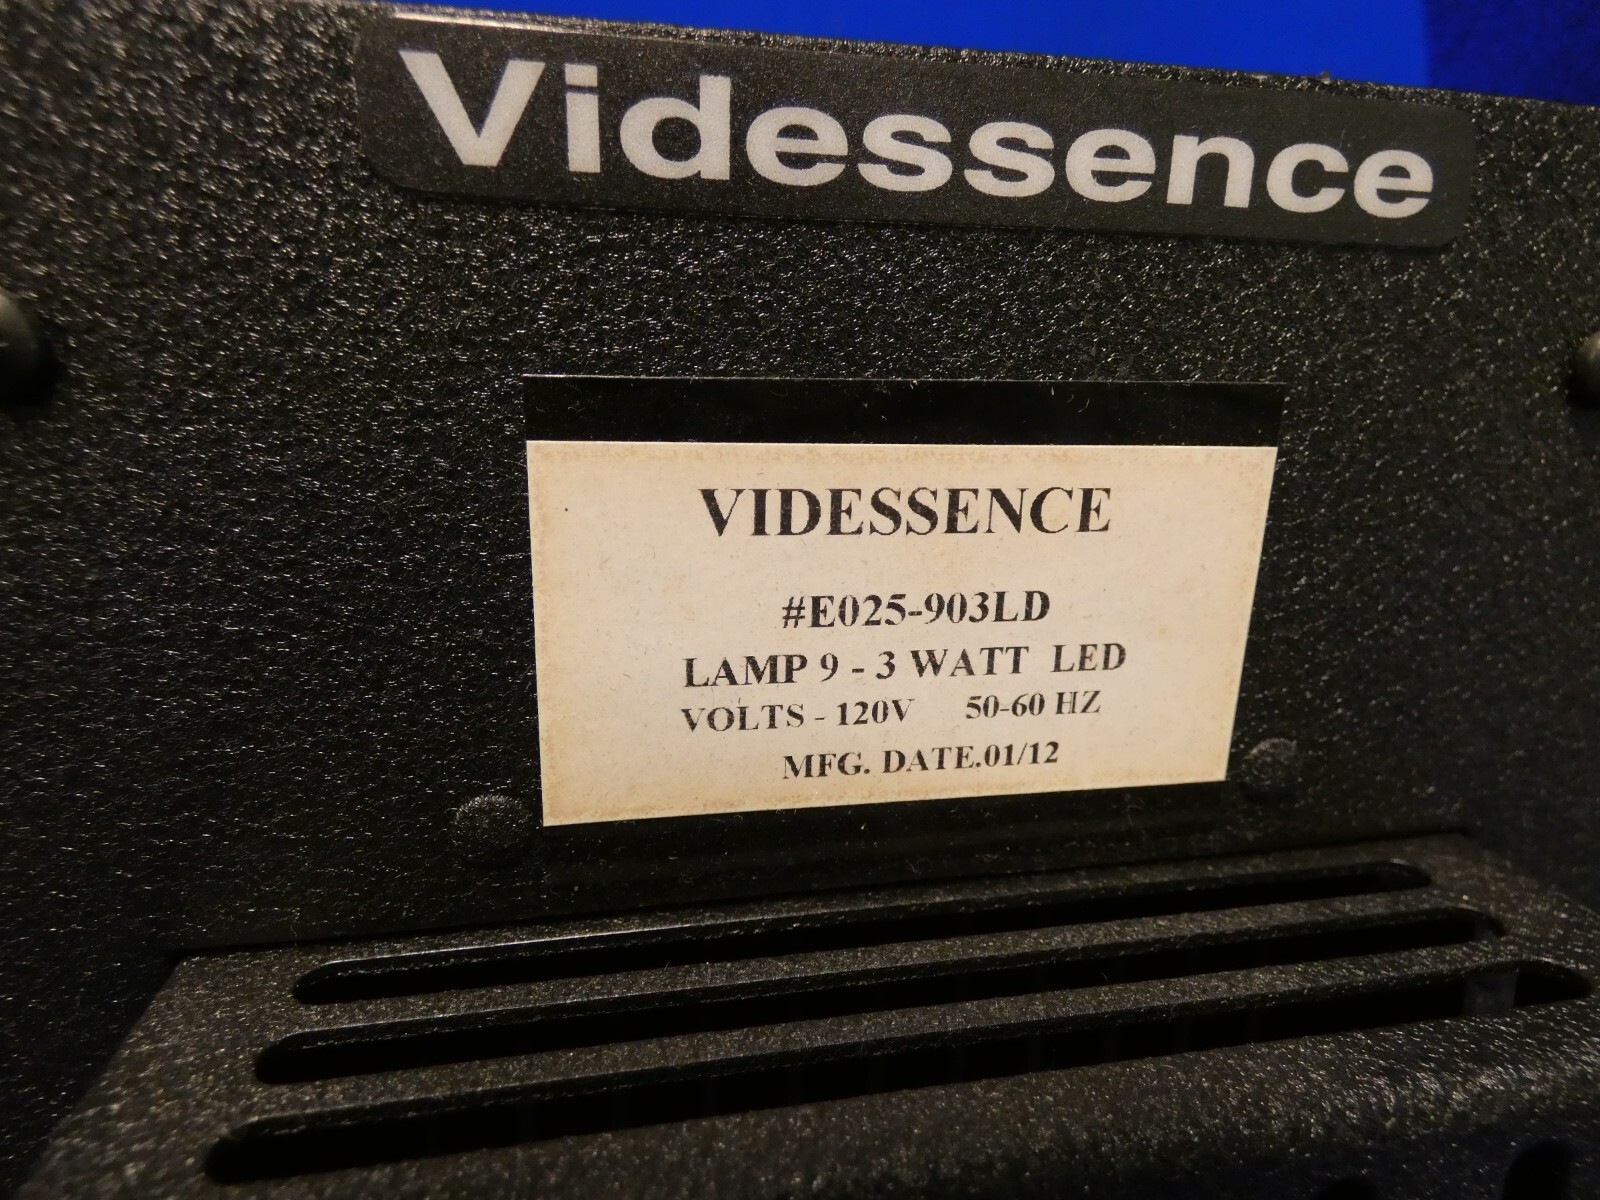 Videssence
VIDESSENCE
#E025-903LD
LAMP 9 - 3 WATT LED
VOLTS - 120V 50-60 HZ
MFG. DATE.01/12